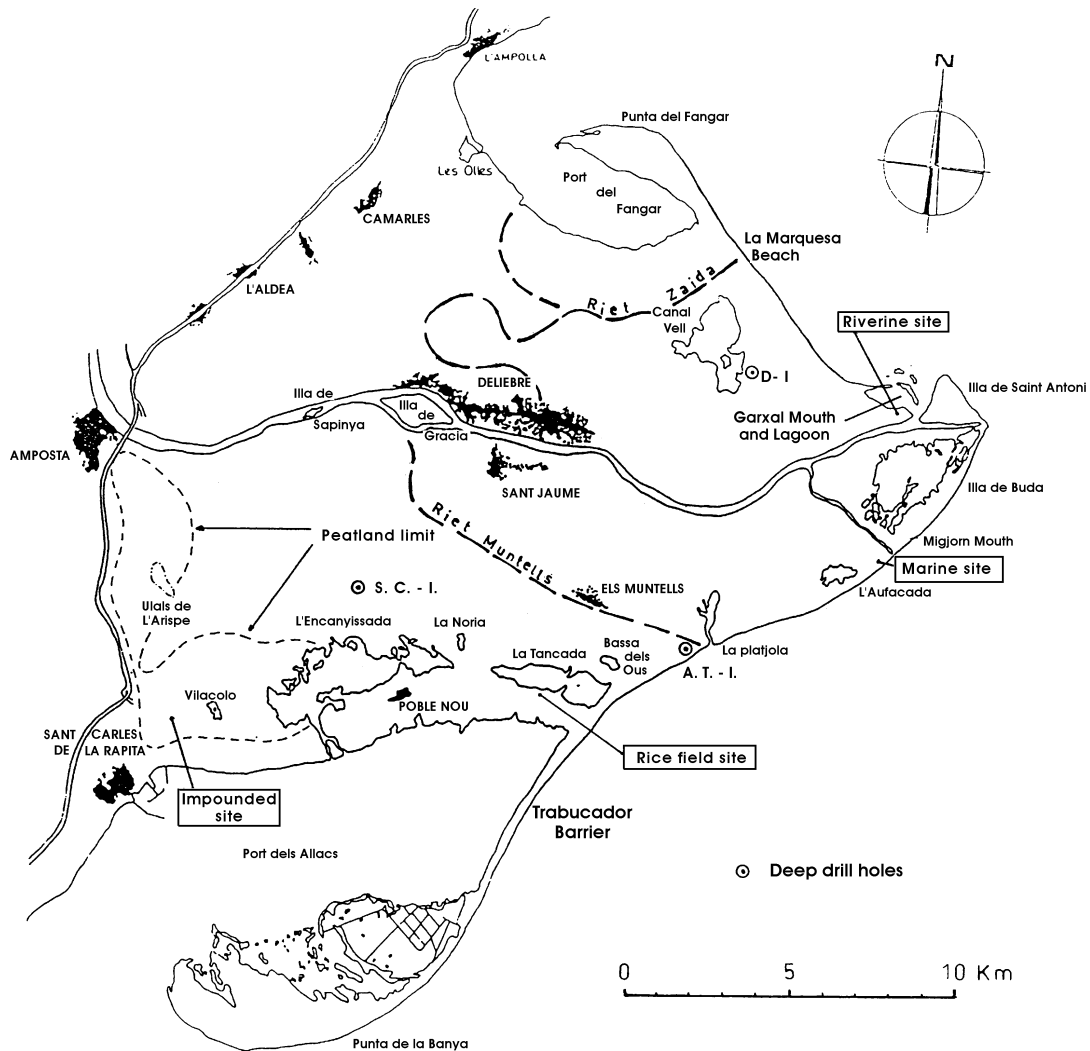 L'AMPOLLA
N
Punta del Fangar
Les Olles
Port
del
Fangar
CAMARLES
La Marquesa
Beach
L'ALDEA
Riet Zaida
Canal
Vell
Riverine site
D - I
DELIEBRE
Illa de Saint Antoni
Illa de
Sapinya
Illa
de
Gracia
Garxal Mouth
and Lagoon
AMPOSTA
SANT JAUME
Illa de Buda
Riet Muntells
Peatland limit
Migjorn Mouth
Marine site
S. C. - I.
ELS MUNTELLS
L'Aufacada
Ulals de
L'Arispe
L'Encanyissada
La Noria
Bassa
dels
Ous
La platjola
La Tancada
A. T. - I.
Vilacolo
POBLE NOU
SANT CARLES
DE LA RAPITA
Rice field site
Impounded
site
Trabucador
Barrier
Port dels Allacs
Deep drill holes
0 5 10 Km
Punta de la Banya